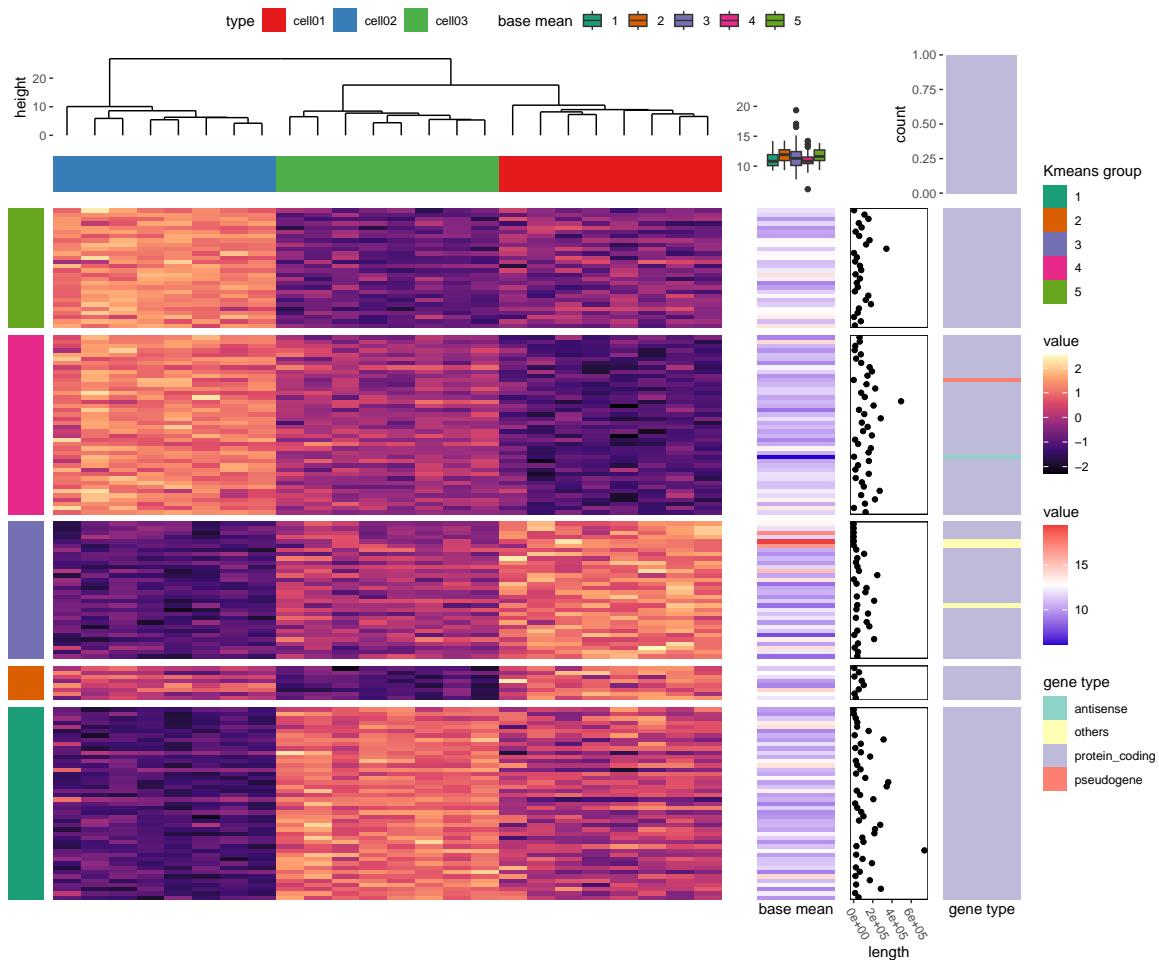 type cell01 cell02 cell03 base mean 1 2 3 4 5
height
20
10
0
20
15
10
count
1.00
0.75
0.50
0.25
0.00
Kmeans group
1
2
3
4
5
value
2
1
0
−1
−2
value
15
10
gene type
antisense
others
protein_coding
pseudogene
base mean
0e+00
2e+05
4e+05
6e+05
length
gene type